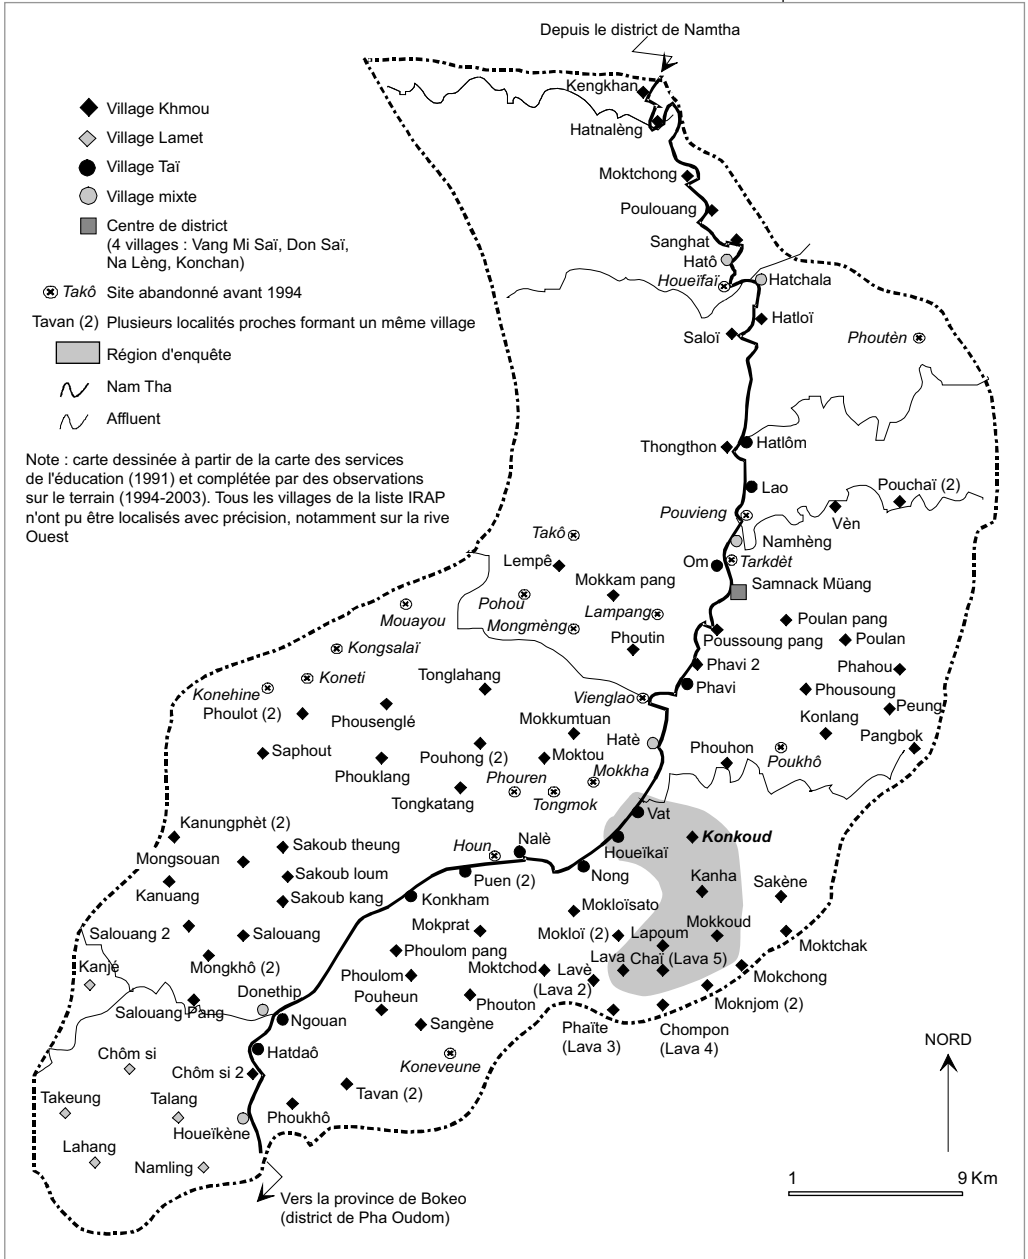 Depuis le district de Namtha
Kengkhan
Hatnalèng
Village Khmou
Village Lamet
Village Taï
Village mixte
Centre de district
(4 villages : Vang Mi Saï, Don Saï,
Na Lèng, Konchan)
Takô Site abandonné avant 1994
Tavan (2) Plusieurs localités proches formant un même village
Région d'enquête
Nam Tha
Affluent
Note : carte dessinée à partir de la carte des services
de l'éducation (1991) et complétée par des observations
sur le terrain (1994-2003). Tous les villages de la liste IRAP
n'ont pu être localisés avec précision, notamment sur la rive
Ouest
Moktchong
Poulouang
Sanghat
Hatô
Houeïfaï
Hatchala
Hatloï
Saloï
Phoutèn
Thongthon
Hatlôm
Lao
Pouchaï (2)
Pouvieng
Vèn
Takô
Namhèng
Lempê
Om
Tarkdèt
Mokkam pang
Samnack Müang
Pohou
Mouayou
Lampang
Mongmèng
Poulan pang
Phoutin
Poussoung pang
Poulan
Kongsalaï
Phavi 2
Phahou
Koneti
Tonglahang
Konehine
Vienglao
Phavi
Phousoung
Phoulot (2)
Phousenglé
Mokkumtuan
Peung
Konlang
Hatè
Pangbok
Saphout
Pouhong (2)
Moktou
Phouhon
Poukhô
Phouklang
Phouren
Mokkha
Tongkatang
Tongmok
Vat
Kanungphèt (2)
Sakoub theung
Houn
Nalè
Houeïkaï
Konkoud
Mongsouan
Sakoub loum
Puen (2)
Nong
Kanha
Sakène
Kanuang
Sakoub kang
Konkham
Mokloïsato
Salouang 2
Salouang
Mokprat
Mokloï (2)
Lapoum
Mokkoud
Moktchak
Mongkhô (2)
Phoulom pang
Kanjé
Phoulom
Moktchod
Lavè
(Lava 2)
Lava
Chaï (Lava 5)
Mokchong
Donethip
Salouang Pang
Pouheun
Phouton
Moknjom (2)
Ngouan
Sangène
Phaïte
(Lava 3)
Chompon
(Lava 4)
Hatdaô
Chôm si
Koneveune
Chôm si 2
Takeung
Talang
Tavan (2)
Houeïkène
Phoukhô
Lahang
Namling
NORD
1 9 Km
Vers la province de Bokeo
(district de Pha Oudom)